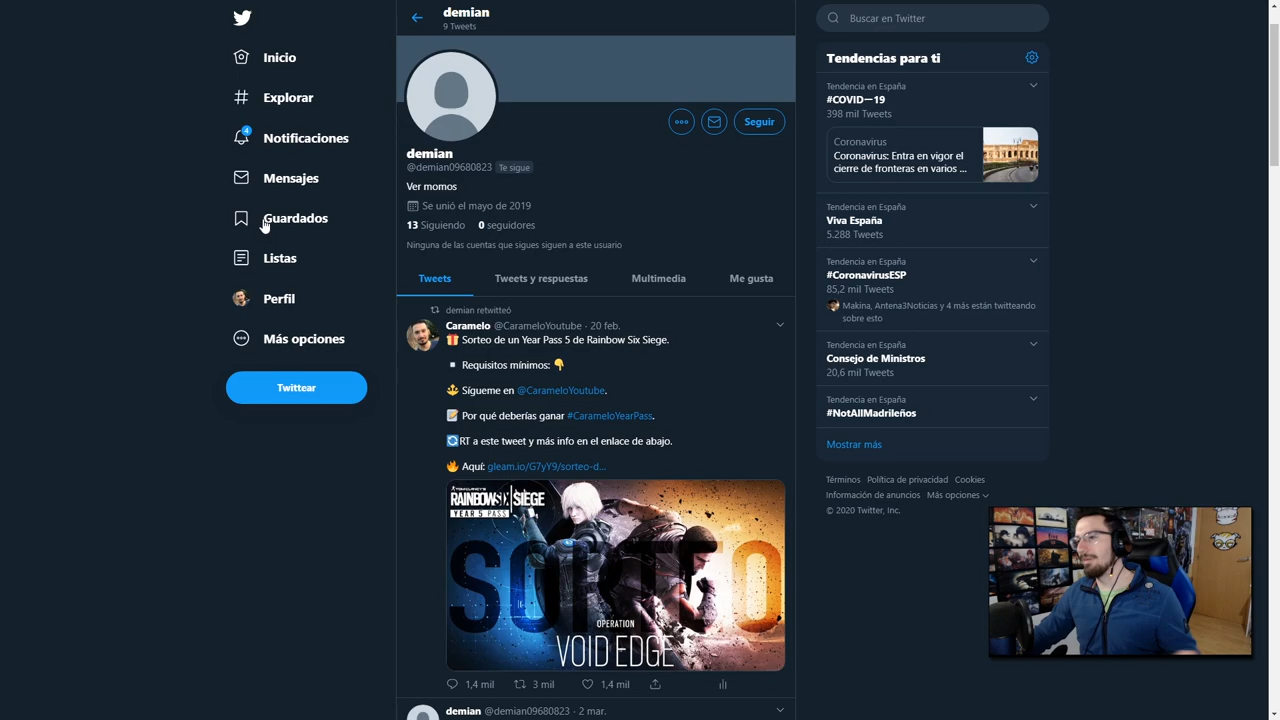 Inicio
Explorar
4
Notificaciones
Mensajes
Guardados
Listas
Perfil
Más opciones
Twittear
demian
9 Tweets
Seguir
demian
@demian09680823 Te sigue
Ver momos
Se unió el mayo de 2019
13 Siguiendo 0 seguidores
Ninguna de las cuentas que sigues siguen a este usuario
Tweets Tweets y respuestas Multimedia Me gusta
demian retwitteó
Caramelo @CarameloYoutube · 20 feb.
Sorteo de un Year Pass 5 de Rainbow Six Siege.
Requisitos mínimos:
Sígueme en @CarameloYoutube.
Por qué deberías ganar #CarameloYearPass.
RT a este tweet y más info en el enlace de abajo.
Aquí: gleam.io/G7yY9/sorteo-d...
TOM CLANCY'S
RAINBOW SIX | SIEGE
YEAR 5 PASS
SORTEO
OPERATION
VOID EDGE
1,4 mil 3 mil 1,4 mil
demian @demian09680823 · 2 mar.
Buscar en Twitter
Tendencias para ti
Tendencia en España
#COVID—19
398 mil Tweets
Coronavirus
Coronavirus: Entra en vigor el
cierre de fronteras en varios ...
Tendencia en España
Viva España
5.288 Tweets
Tendencia en España
#CoronavirusESP
85,2 mil Tweets
Makina, Antena3Noticias y 4 más están twitteando
sobre esto
Tendencia en España
Consejo de Ministros
20,6 mil Tweets
Tendencia en España
#NotAllMadrileños
Mostrar más
Términos Política de privacidad Cookies
Información de anuncios Más opciones
© 2020 Twitter, Inc.